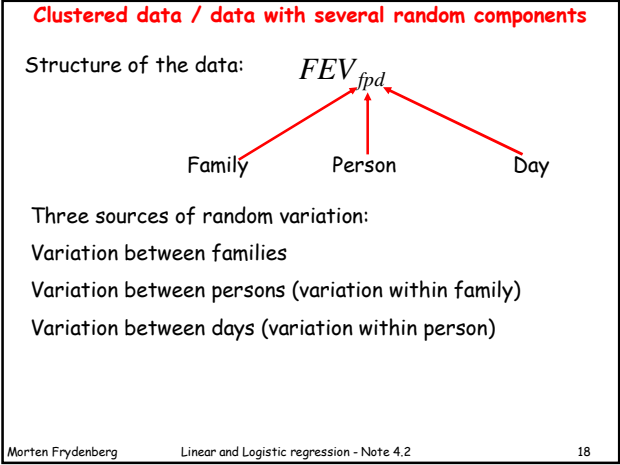 Clustered data / data with several random components
Structure of the data: FEV_fpd
Family Person Day
Three sources of random variation:
Variation between families
Variation between persons (variation within family)
Variation between days (variation within person)
Morten Frydenberg Linear and Logistic regression - Note 4.2 18